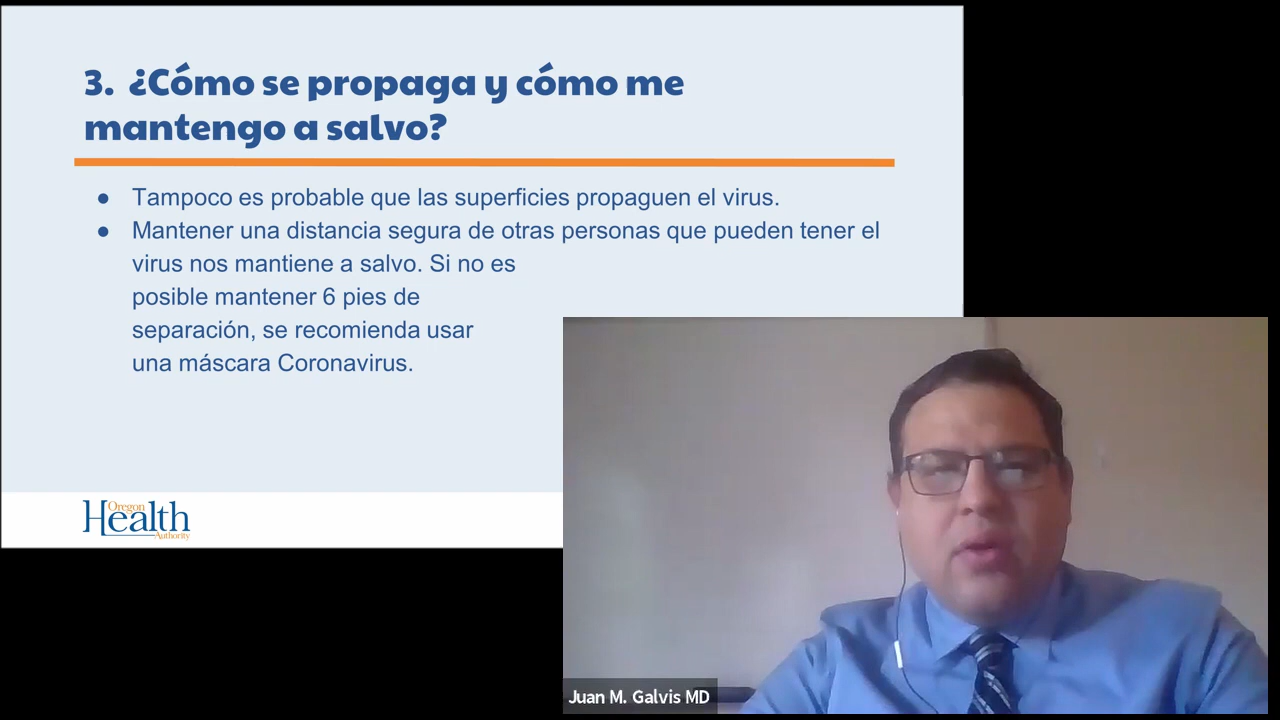 3. ¿Cómo se propaga y cómo me
mantengo a salvo?
● Tampoco es probable que las superficies propaguen el virus.
● Mantener una distancia segura de otras personas que pueden tener el
virus nos mantiene a salvo. Si no es
posible mantener 6 pies de
separación, se recomienda usar
una máscara Coronavirus.
Oregon
Health
Authority
Juan M. Galvis MD